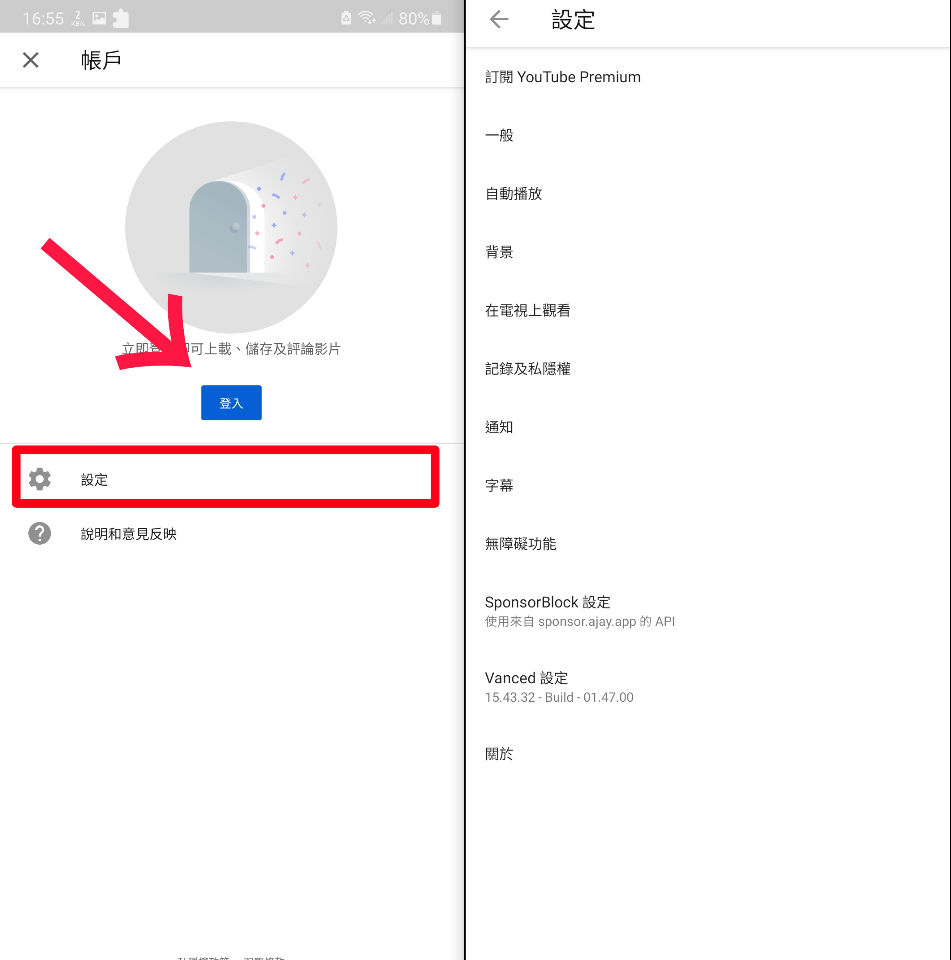 16:55
2
KB/s
80%
帳戶
立即登 可上載、儲存及評論影片
登入
設定
說明和意見反映
設定
訂閱 YouTube Premium
一般
自動播放
背景
在電視上觀看
記錄及私隱權
通知
字幕
無障礙功能
SponsorBlock 設定
使用來自 sponsor.ajay.app 的 API
Vanced 設定
15.43.32 - Build - 01.47.00
關於